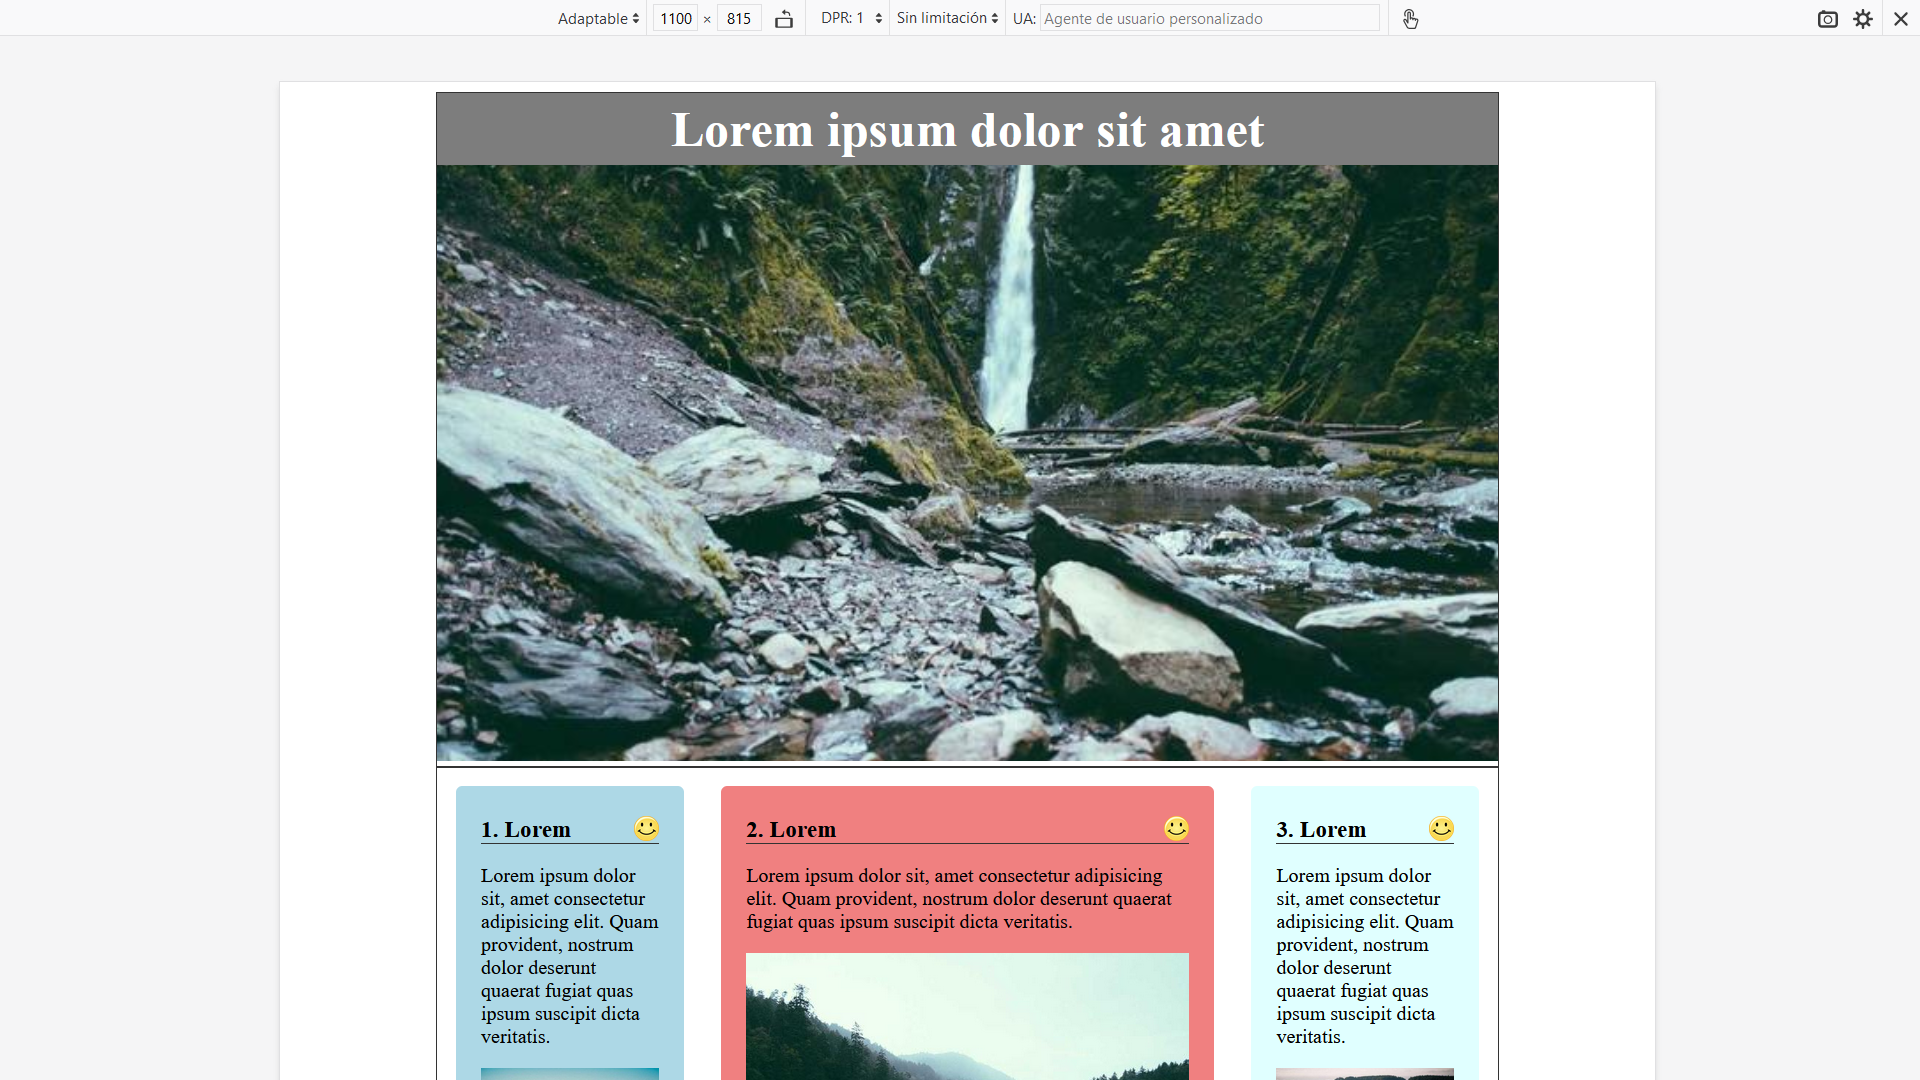 Adaptable 1100 × 815 DPR: 1 Sin limitación UA: Agente de usuario personalizado
Lorem ipsum dolor sit amet
1. Lorem
Lorem ipsum dolor
sit, amet consectetur
adipisicing elit. Quam
provident, nostrum
dolor deserunt
quaerat fugiat quas
ipsum suscipit dicta
veritatis.
2. Lorem
Lorem ipsum dolor sit, amet consectetur adipisicing
elit. Quam provident, nostrum dolor deserunt quaerat
fugiat quas ipsum suscipit dicta veritatis.
3. Lorem
Lorem ipsum dolor
sit, amet consectetur
adipisicing elit. Quam
provident, nostrum
dolor deserunt
quaerat fugiat quas
ipsum suscipit dicta
veritatis.